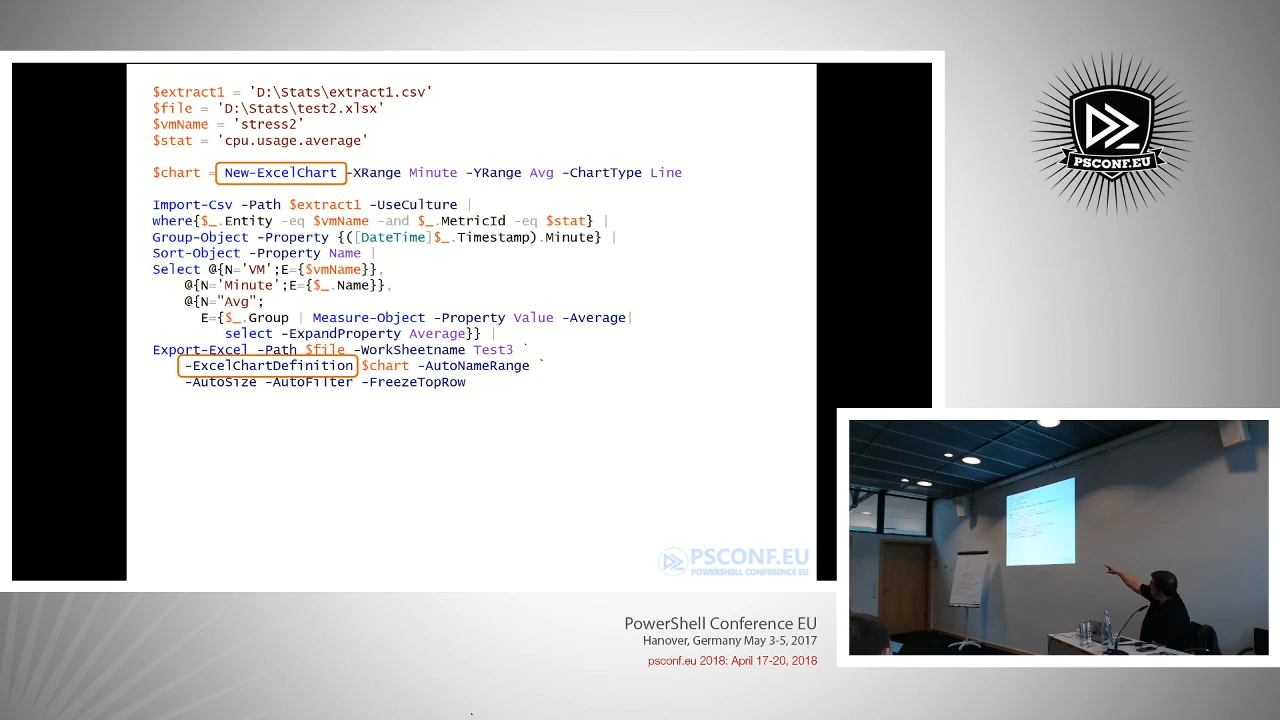 $extract1 = 'D:\Stats\extract1.csv'
$file = 'D:\Stats\test2.xlsx'
$vmName = 'stress2'
$stat = 'cpu.usage.average'
$chart = New-ExcelChart -XRange Minute -YRange Avg -ChartType Line
Import-Csv -Path $extract1 -UseCulture |
where{$_.Entity -eq $vmName -and $_.MetricId -eq $stat} |
Group-Object -Property {([DateTime]$_.Timestamp).Minute} |
Sort-Object -Property Name |
Select @{N='VM';E={$vmName}},
@{N='Minute';E={$_.Name}},
@{N="Avg";
E={$_.Group | Measure-Object -Property Value -Average|
select -ExpandProperty Average}} |
Export-Excel -Path $file -WorkSheetname Test3 `
-ExcelChartDefinition $chart -AutoNameRange `
-AutoSize -AutoFilter -FreezeTopRow
PSCONF.EU
POWERSHELL CONFERENCE EU
PSCONF.EU
PowerShell Conference EU
Hanover, Germany May 3-5, 2017
psconf.eu 2018: April 17-20, 2018